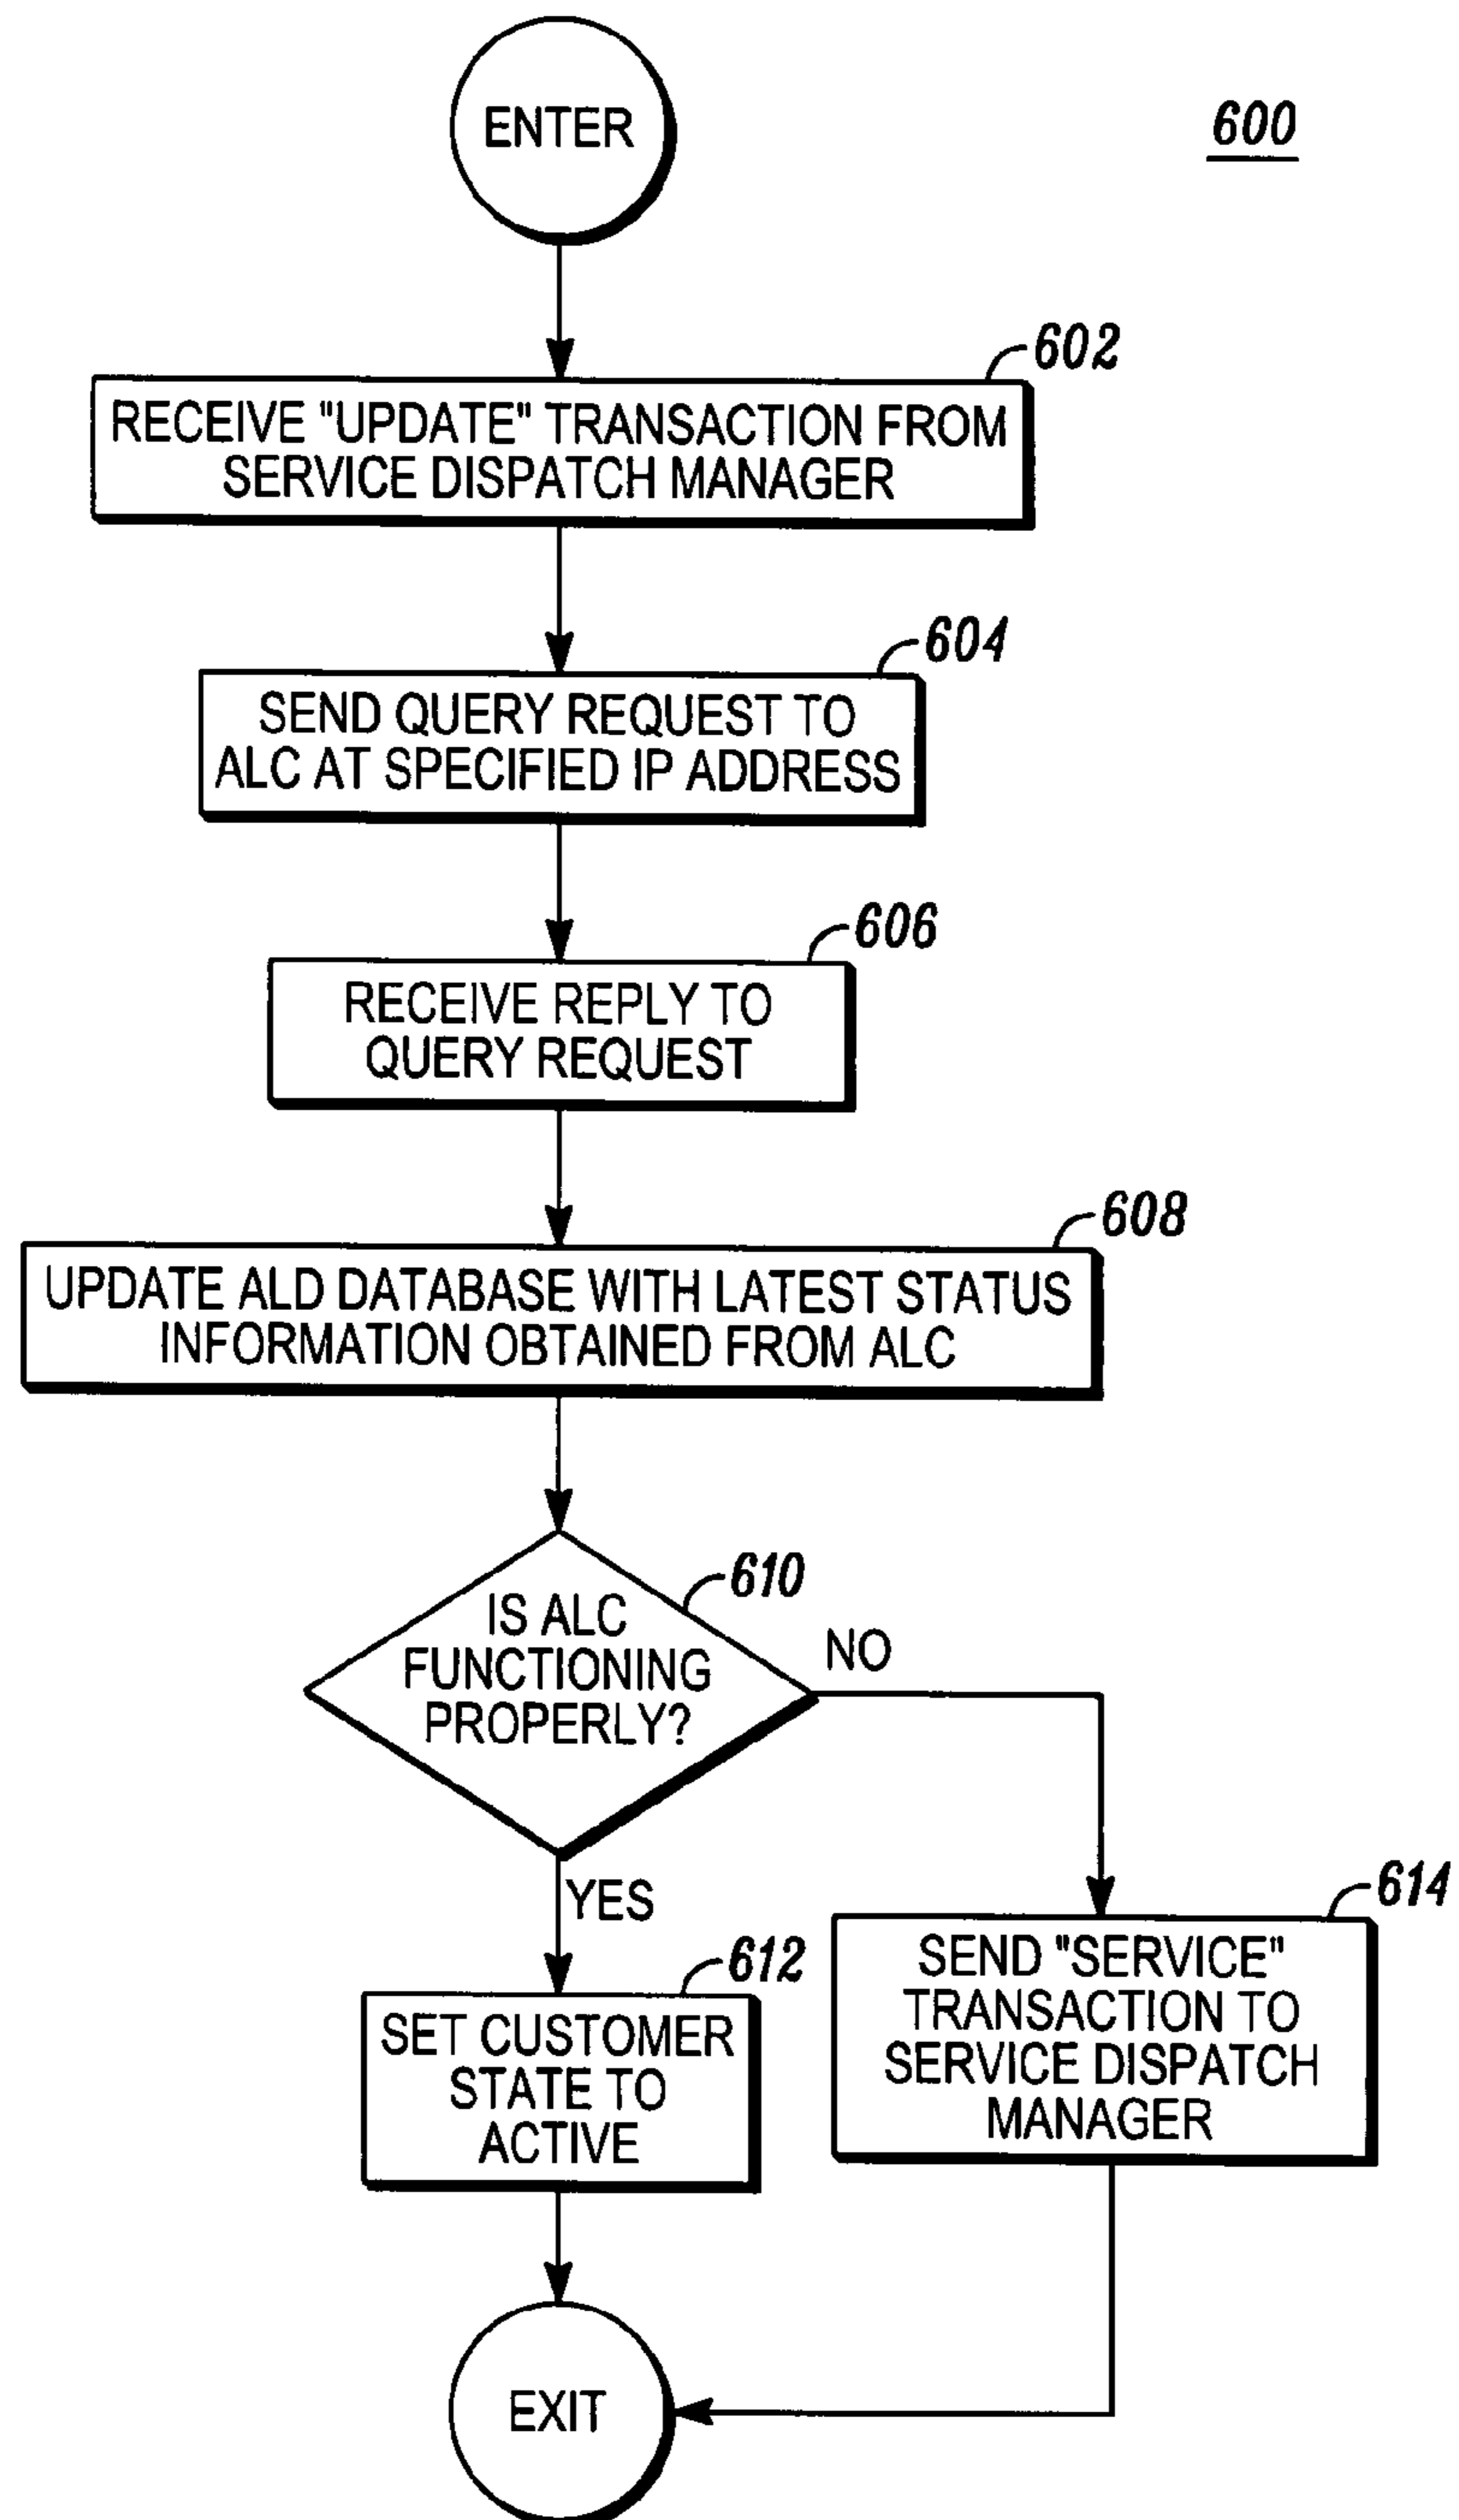 ENTER
600
602
RECEIVE "UPDATE" TRANSACTION FROM
SERVICE DISPATCH MANAGER
604
SEND QUERY REQUEST TO
ALC AT SPECIFIED IP ADDRESS
606
RECEIVE REPLY TO
QUERY REQUEST
608
UPDATE ALD DATABASE WITH LATEST STATUS
INFORMATION OBTAINED FROM ALC
610
IS ALC
FUNCTIONING
PROPERLY?
NO
YES
612
SET CUSTOMER
STATE TO
ACTIVE
614
SEND "SERVICE"
TRANSACTION TO
SERVICE DISPATCH
MANAGER
EXIT